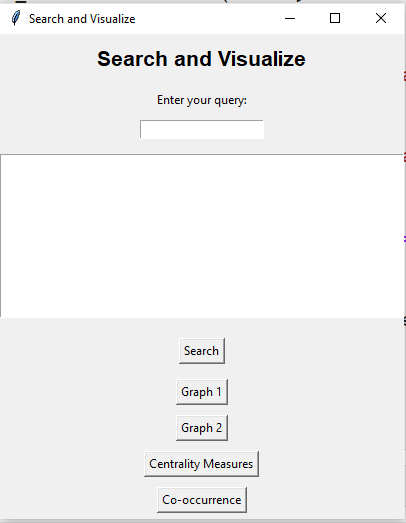 Search and Visualize
Search and Visualize
Enter your query:
Search
Graph 1
Graph 2
Centrality Measures
Co-occurrence